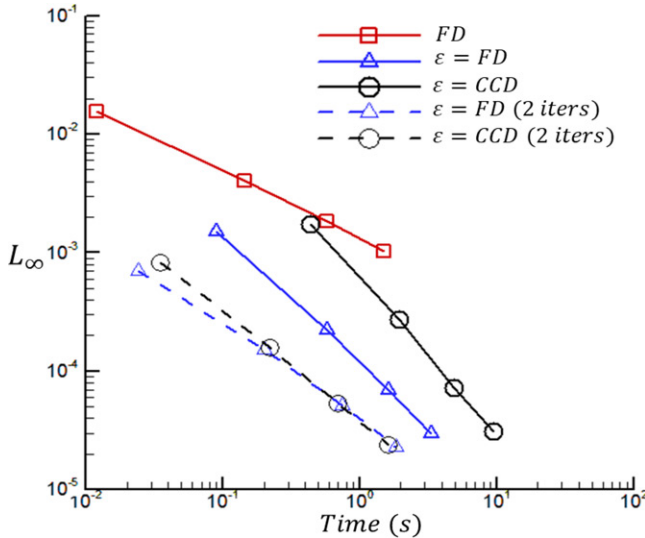 10^-1
FD
ε = FD
ε = CCD
10^-2
ε = FD (2 iters)
ε = CCD (2 iters)
10^-3
L∞
10^-4
10^-5
10^-2 10^-1 10^0 10^1 10^2
Time (s)